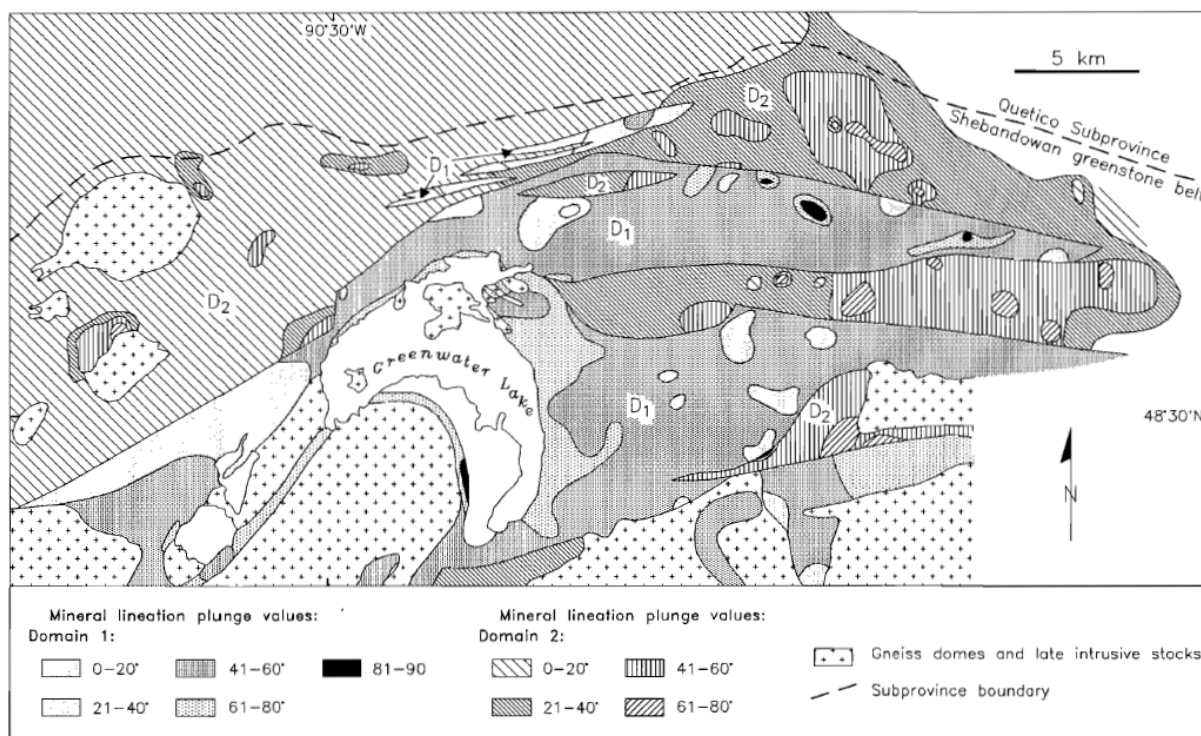 90°30'W
5 km
D2
Quetico Subprovince
Shebandowan greenstone belt
D1
D2
D1
D2
Greenwater Lake
D1
D2
48°30'N
N
Mineral lineation plunge values:
Domain 1:
0-20°
41-60°
81-90
21-40°
61-80°
Mineral lineation plunge values:
Domain 2:
0-20°
41-60°
21-40°
61-80°
Gneiss domes and late intrusive stocks
Subprovince boundary